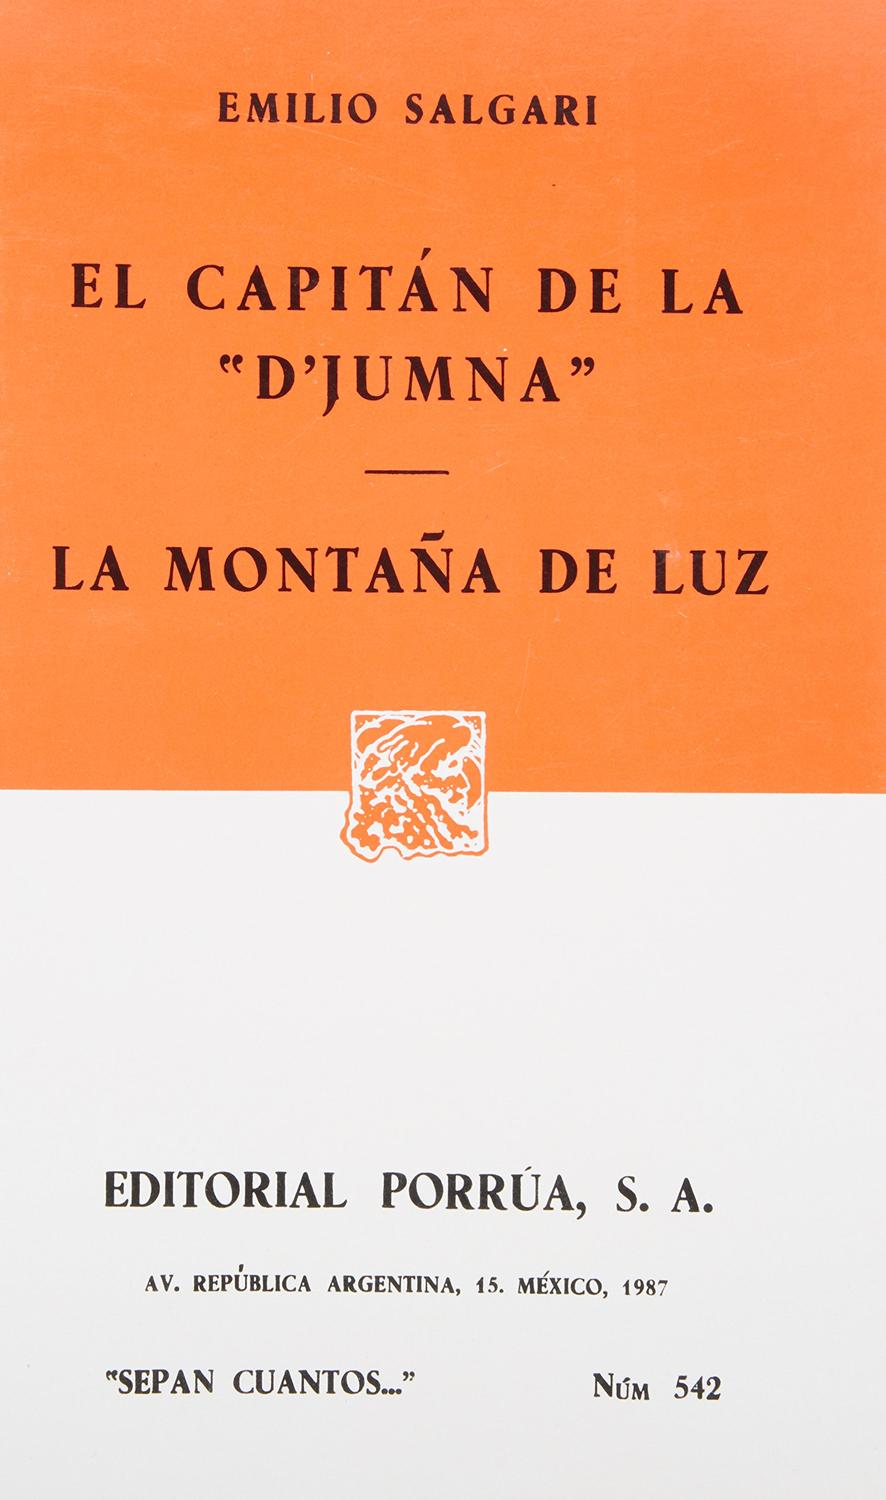 EMILIO SALGARI
EL CAPITÁN DE LA
“D’JUMNA”
LA MONTAÑA DE LUZ
EDITORIAL PORRÚA, S. A.
AV. REPÚBLICA ARGENTINA, 15. MÉXICO, 1987
“SEPAN CUANTOS...” NÚM 542